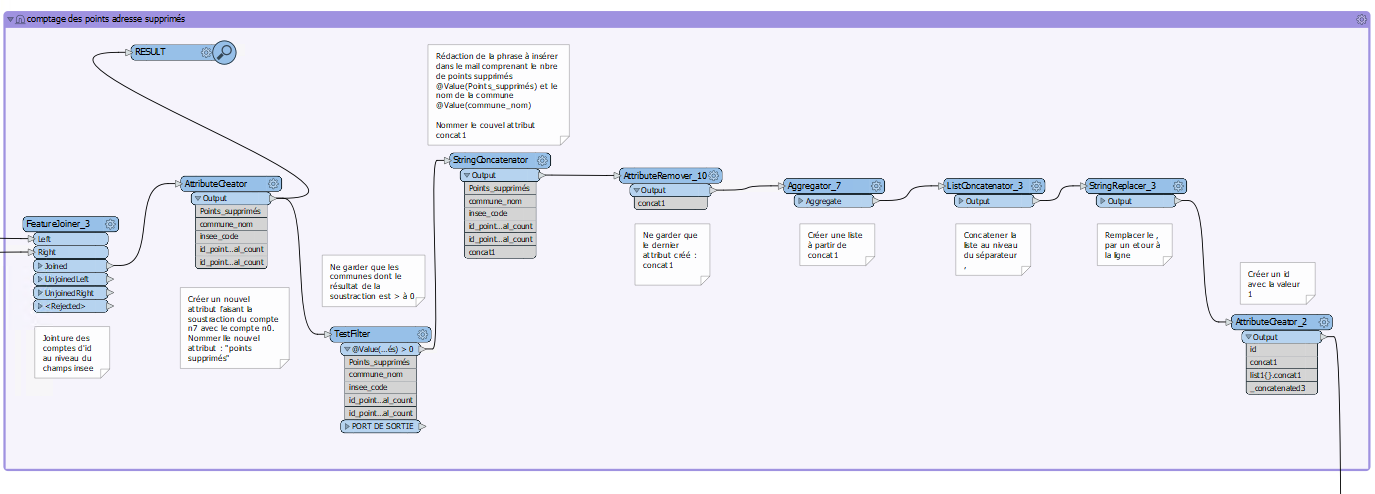 comptage des points adresse supprimés
RESULT
Rédaction de la phrase à insérer
dans le mail comprenant le nbre
de points supprimés
@Value(Points_supprimés) et le
nom de la commune
@Value(commune_nom)
Nommer le couvel attribut
concat1
FeatureJoiner_3
Left
Right
Joined
UnjoinedLeft
UnjoinedRight
<Rejected>
Jointure des
comptes d'id
au niveau du
champs insee
AttributeCreator
Output
Points_supprimés
commune_nom
insee_code
id_point...al_count
id_point...al_count
Créer un nouvel
attribut faisant la
soustraction du compte
n7 avec le compte n0.
Nommer lle nouvel
attribut : "points
supprimés"
Ne garder que les
communes dont le
résultat de la
soustraction est > à 0
TestFilter
@Value(...és) > 0
Points_supprimés
commune_nom
insee_code
id_point...al_count
id_point...al_count
PORT DE SORTIE
StringConcatenator
Output
Points_supprimés
commune_nom
insee_code
id_point...al_count
id_point...al_count
concat1
AttributeRemover_10
Output
concat1
Ne garder que
le dernier
attribut créé :
concat1
Aggregator_7
Aggregate
Créer une liste
à partir de
concat1
ListConcatenator_3
Output
Concatener la
liste au niveau
du séparateur
,
StringReplacer_3
Output
Remplacer le ,
par un etour à
la ligne
Créer un id
avec la valeur
1
AttributeCreator_2
Output
id
concat1
list1{}.concat1
_concatenated3